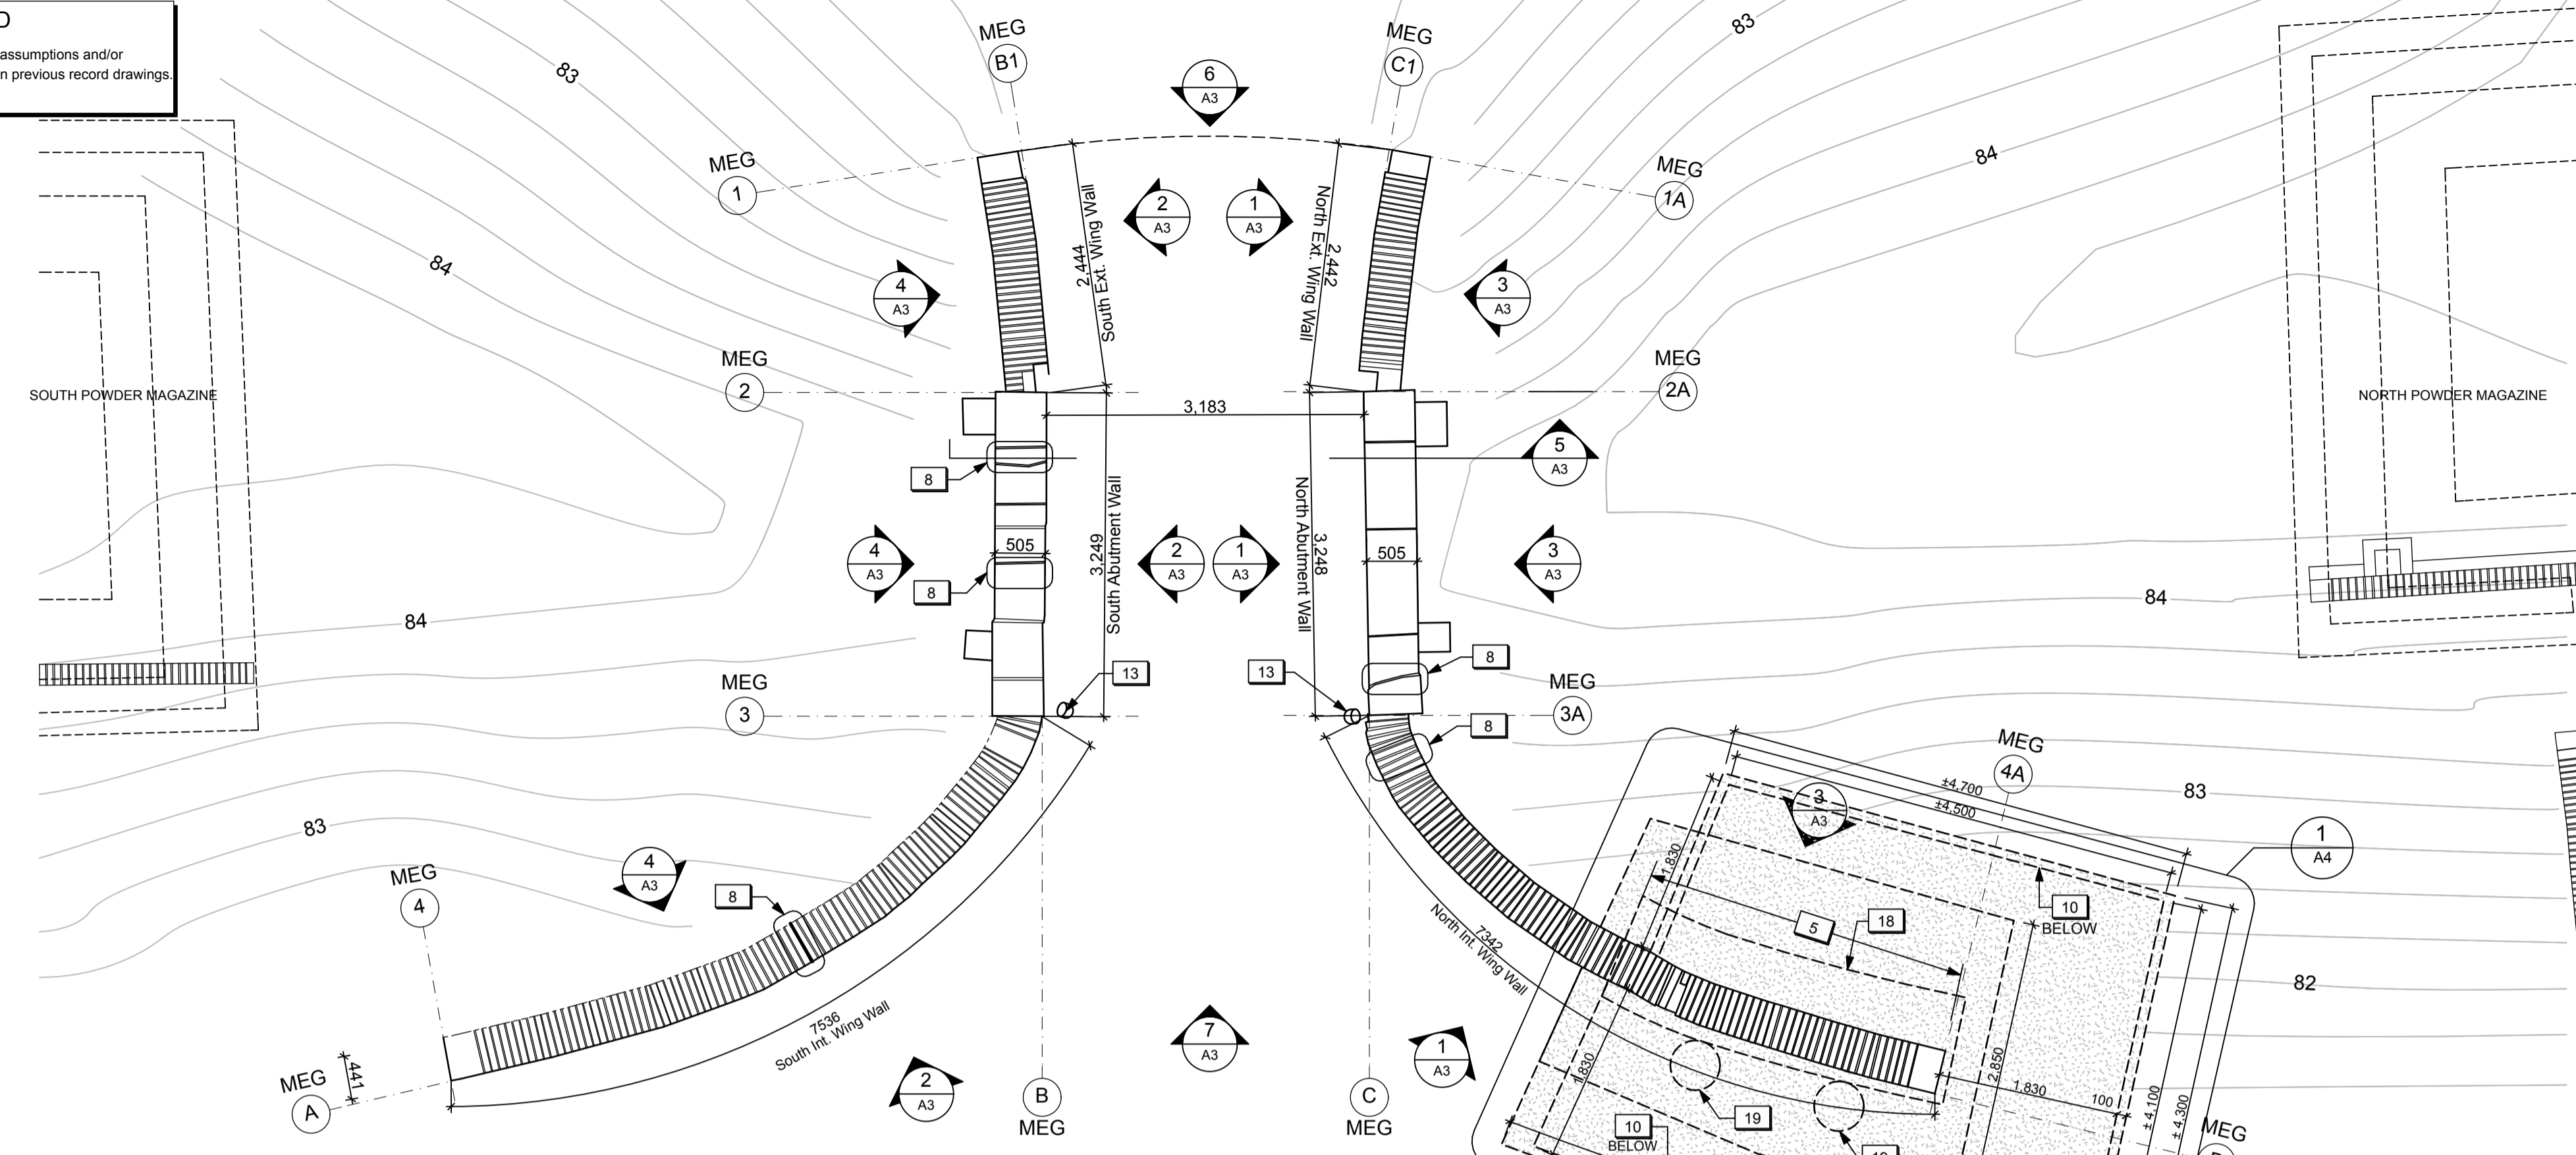 D
assumptions and/or
n previous record drawings.
MEG
B1
MEG
C1
6
A3
83
83
MEG
1
MEG
1A
2
A3
1
A3
84
84
2,444
South Ext. Wing Wall
2,442
North Ext. Wing Wall
4
A3
3
A3
MEG
2
MEG
2A
SOUTH POWDER MAGAZINE
NORTH POWDER MAGAZINE
3,183
5
A3
8
505
505
3,249
South Abutment Wall
3,248
North Abutment Wall
4
A3
2
A3
1
A3
3
A3
8
84
84
13
13
8
MEG
3
MEG
3A
8
83
83
MEG
4A
±4,700
±4,500
3
A3
1
A4
1,830
MEG
4
4
A3
8
5
18
10
BELOW
7342
North Int. Wing Wall
82
7536
South Int. Wing Wall
7
A3
1
A3
2
A3
441
MEG
A
B
MEG
C
MEG
1,830
2,850
1,830
100
± 4,100
± 4,300
19
10
BELOW
MEG